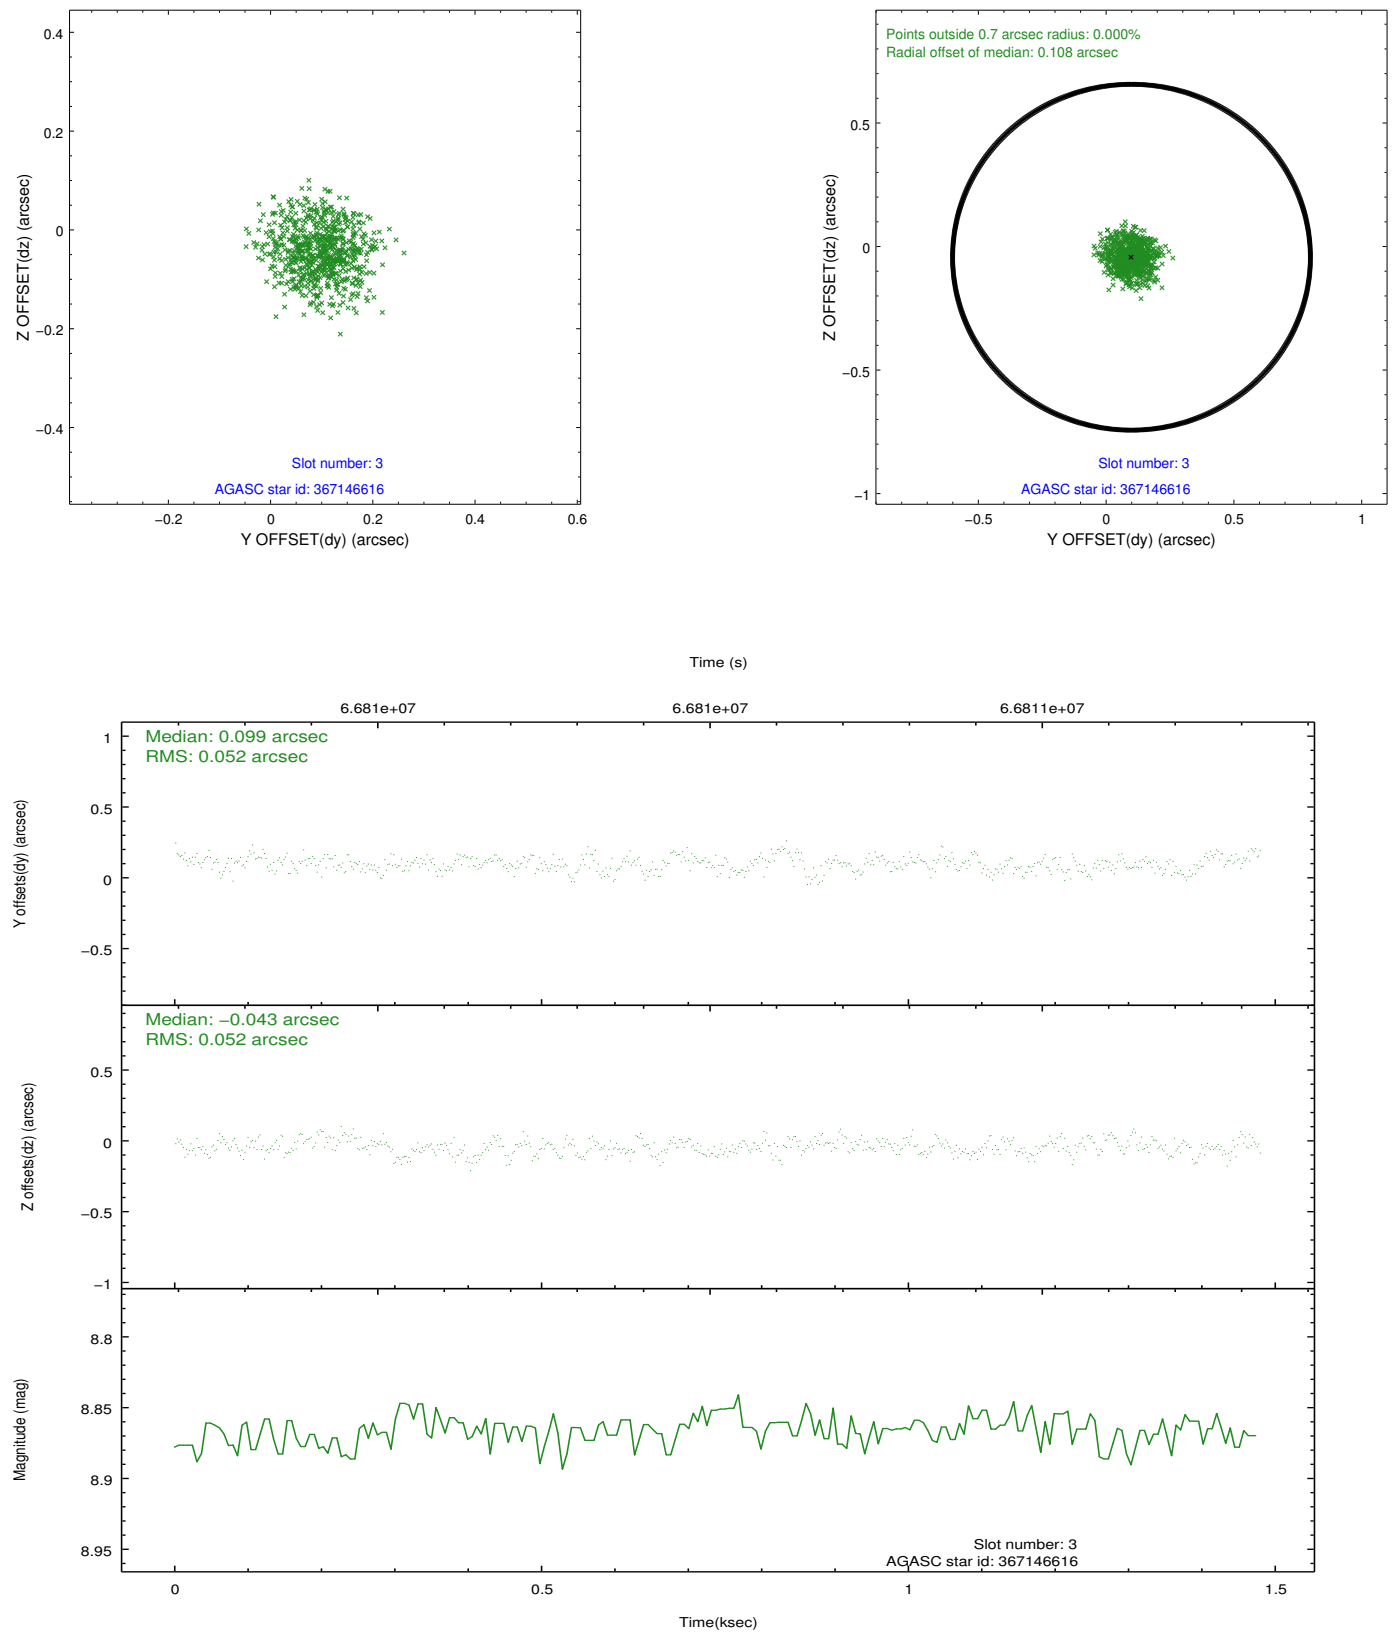 0.4
0.2
0
−0.2
−0.4
Z OFFSET(dz) (arcsec)
Slot number: 3
AGASC star id: 367146616
−0.2 0 0.2 0.4 0.6
Y OFFSET(dy) (arcsec)
Points outside 0.7 arcsec radius: 0.000%
Radial offset of median: 0.108 arcsec
0.5
0
−0.5
−1
Z OFFSET(dz) (arcsec)
Slot number: 3
AGASC star id: 367146616
−0.5 0 0.5 1
Y OFFSET(dy) (arcsec)
Time (s)
6.681e+07 6.681e+07 6.6811e+07
Median: 0.099 arcsec
RMS: 0.052 arcsec
1
0.5
0
−0.5
Y offsets(dy) (arcsec)
Median: −0.043 arcsec
RMS: 0.052 arcsec
0.5
0
−0.5
−1
Z offsets(dz) (arcsec)
8.8
8.85
8.9
8.95
Magnitude (mag)
Slot number: 3
AGASC star id: 367146616
0 0.5 1 1.5
Time(ksec)